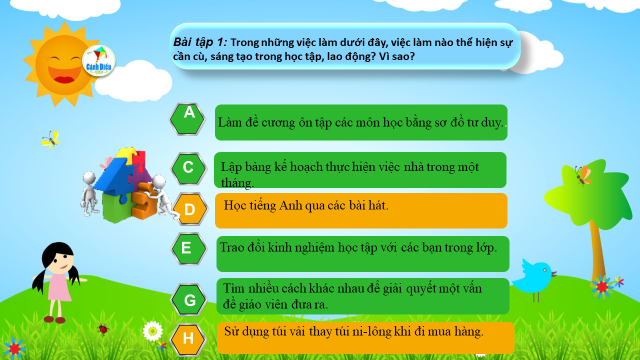 Cánh Diều
Bài tập 1: Trong những việc làm dưới đây, việc làm nào thể hiện sự
cần cù, sáng tạo trong học tập, lao động? Vì sao?
A
Làm đề cương ôn tập các môn học bằng sơ đồ tư duy..
C
Lập bảng kế hoạch thực hiện việc nhà trong một
tháng.
D
Học tiếng Anh qua các bài hát.
E
Trao đổi kinh nghiệm học tập với các bạn trong lớp.
G
Tìm nhiều cách khác nhau để giải quyết một vấn
đề giáo viên đưa ra.
H
Sử dụng túi vải thay túi ni-lông khi đi mua hàng.